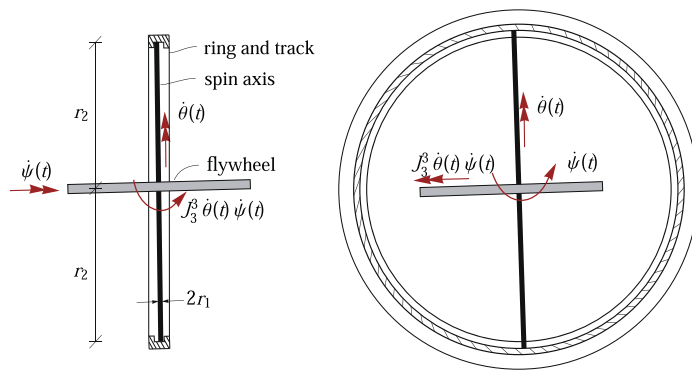 ring and track
spin axis
r₂
θ̇(t)
flywheel
ψ̇(t)
J₃³ θ̇(t) ψ̇(t)
r₂
2r₁
θ̇(t)
J₃³ θ̇(t) ψ̇(t)
ψ̇(t)